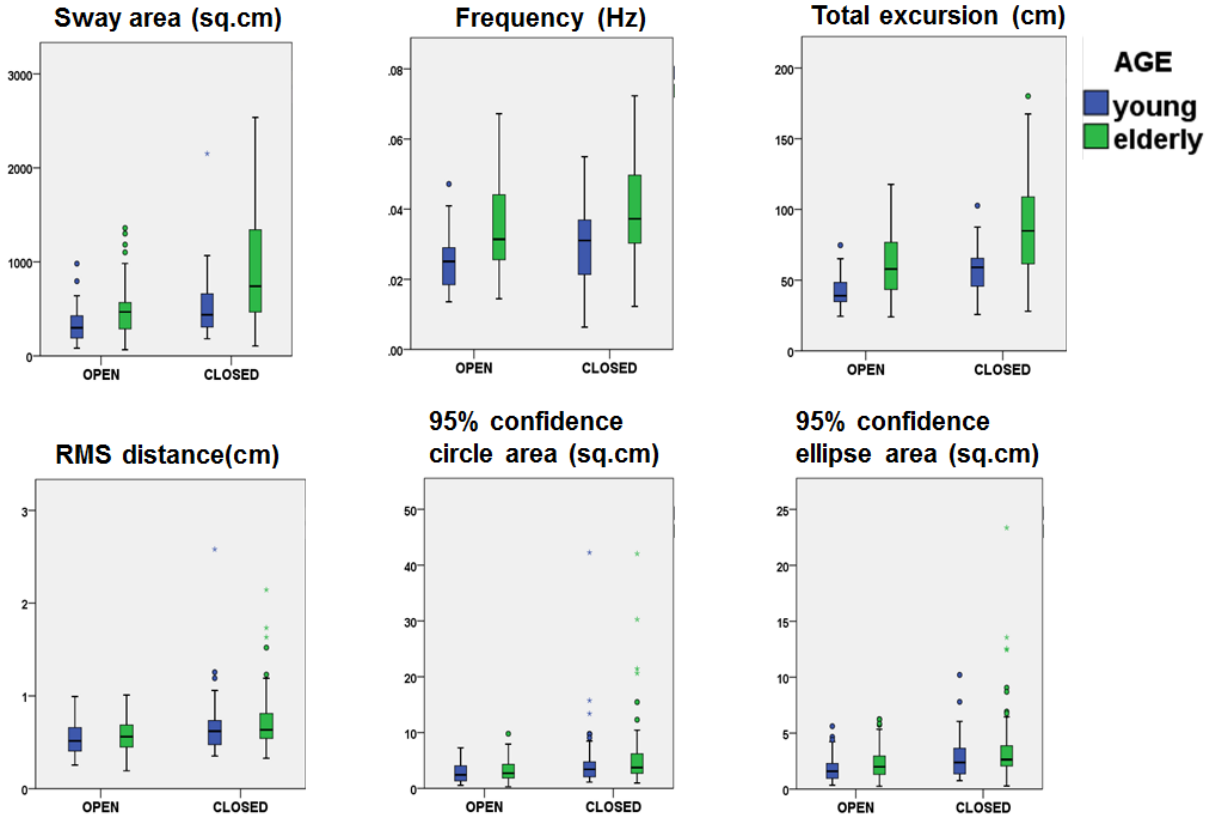 Sway area (sq.cm)
3000
2000
1000
0
OPEN CLOSED
Frequency (Hz)
.08
.06
.04
.02
.00
OPEN CLOSED
Total excursion (cm)
200
150
100
50
0
OPEN CLOSED
AGE
young
elderly
RMS distance(cm)
3
2
1
0
OPEN CLOSED
95% confidence
circle area (sq.cm)
50
40
30
20
10
0
OPEN CLOSED
95% confidence
ellipse area (sq.cm)
25
20
15
10
5
0
OPEN CLOSED